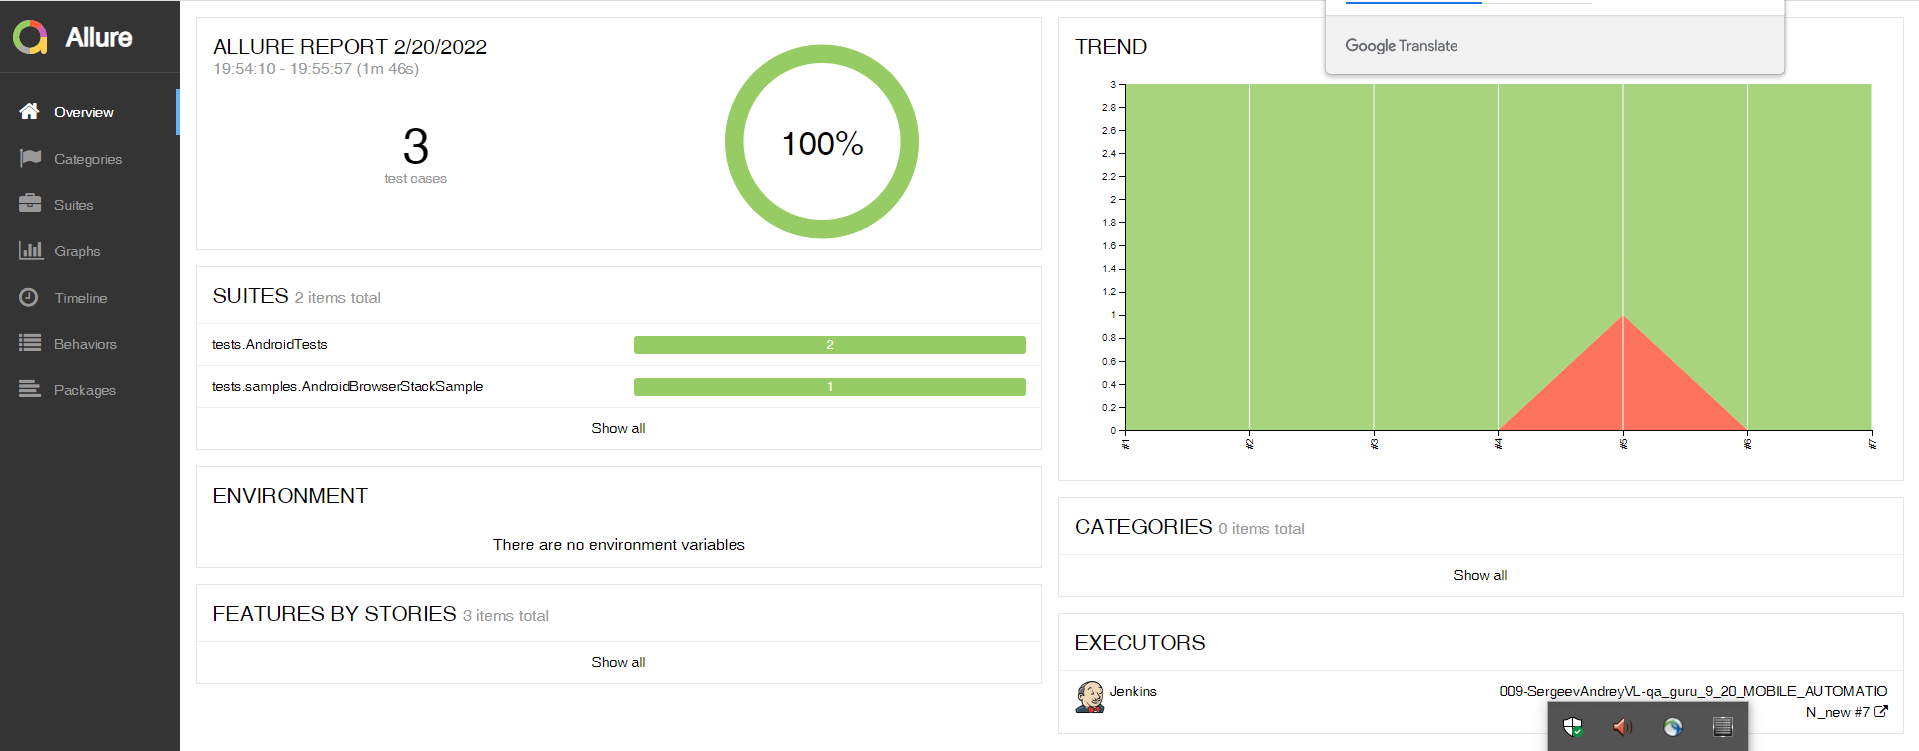 Allure
Overview
Categories
Suites
Graphs
Timeline
Behaviors
Packages
ALLURE REPORT 2/20/2022
19:54:10 - 19:55:57 (1m 46s)
3
test cases
100%
SUITES 2 items total
tests.AndroidTests 2
tests.samples.AndroidBrowserStackSample 1
Show all
ENVIRONMENT
There are no environment variables
FEATURES BY STORIES 3 items total
Show all
Google Translate
TREND
3
2.8
2.6
2.4
2.2
2
1.8
1.6
1.4
1.2
1
0.8
0.6
0.4
0.2
0
#1 #2 #3 #4 #5 #6 #7
CATEGORIES 0 items total
Show all
EXECUTORS
Jenkins 009-SergeevAndreyVL-qa_guru_9_20_MOBILE_AUTOMATIO
N_new #7